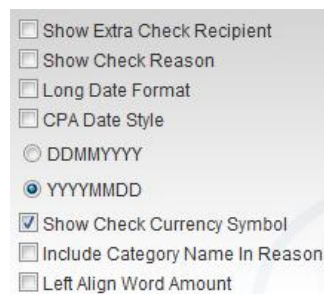 Show Extra Check Recipient
Show Check Reason
Long Date Format
CPA Date Style
DDMMYYYY
YYYYMMDD
Show Check Currency Symbol
Include Category Name In Reason
Left Align Word Amount